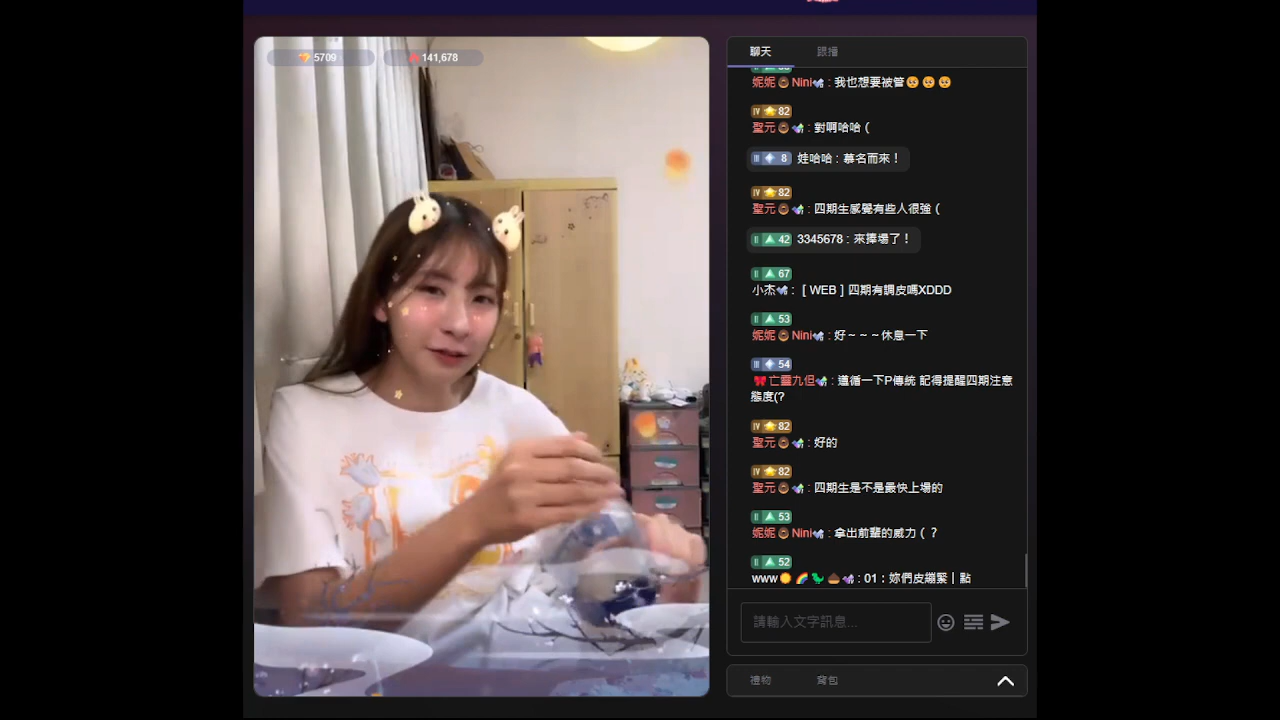 5709
141,678
聊天
跟播
妮妮🍩Nini : 我也想要被管🥺🥺🥺
IV 82
聖元 : 對啊哈哈 (
III 8 娃哈哈 : 慕名而來！
IV 82
聖元 : 四期生感覺有些人很強 (
II 42 3345678 : 來捧場了！
II 67
小杰 : [ WEB ] 四期有調皮嗎XDDD
II 53
妮妮🍩Nini : 好～～～休息一下
III 54
🎀亡靈九但 : 遵循一下P傳統 記得提醒四期注意
態度(?
IV 82
聖元 : 好的
IV 82
聖元 : 四期生是不是最快上場的
II 53
妮妮🍩Nini : 拿出前輩的威力 ( ？
II 52
www🌈🦖🌰 : 01：妳們皮繃緊｜點
請輸入文字訊息...
禮物
背包